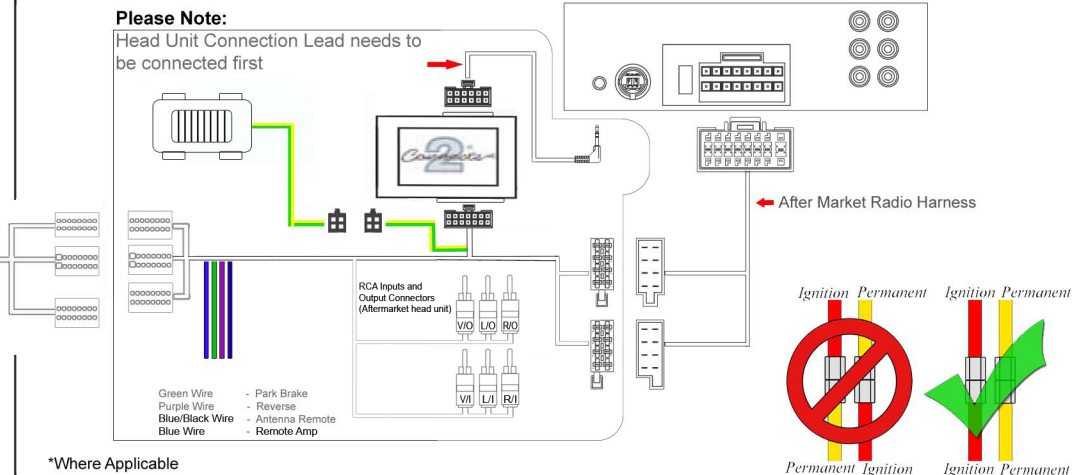 Please Note:
Head Unit Connection Lead needs to
be connected first
Connects 2
After Market Radio Harness
RCA Inputs and
Output Connectors
(Aftermarket head unit)
V/O L/O R/O
V/I L/I R/I
Green Wire - Park Brake
Purple Wire - Reverse
Blue/Black Wire - Antenna Remote
Blue Wire - Remote Amp
*Where Applicable
Ignition Permanent
Permanent Ignition
Ignition Permanent
Ignition Permanent